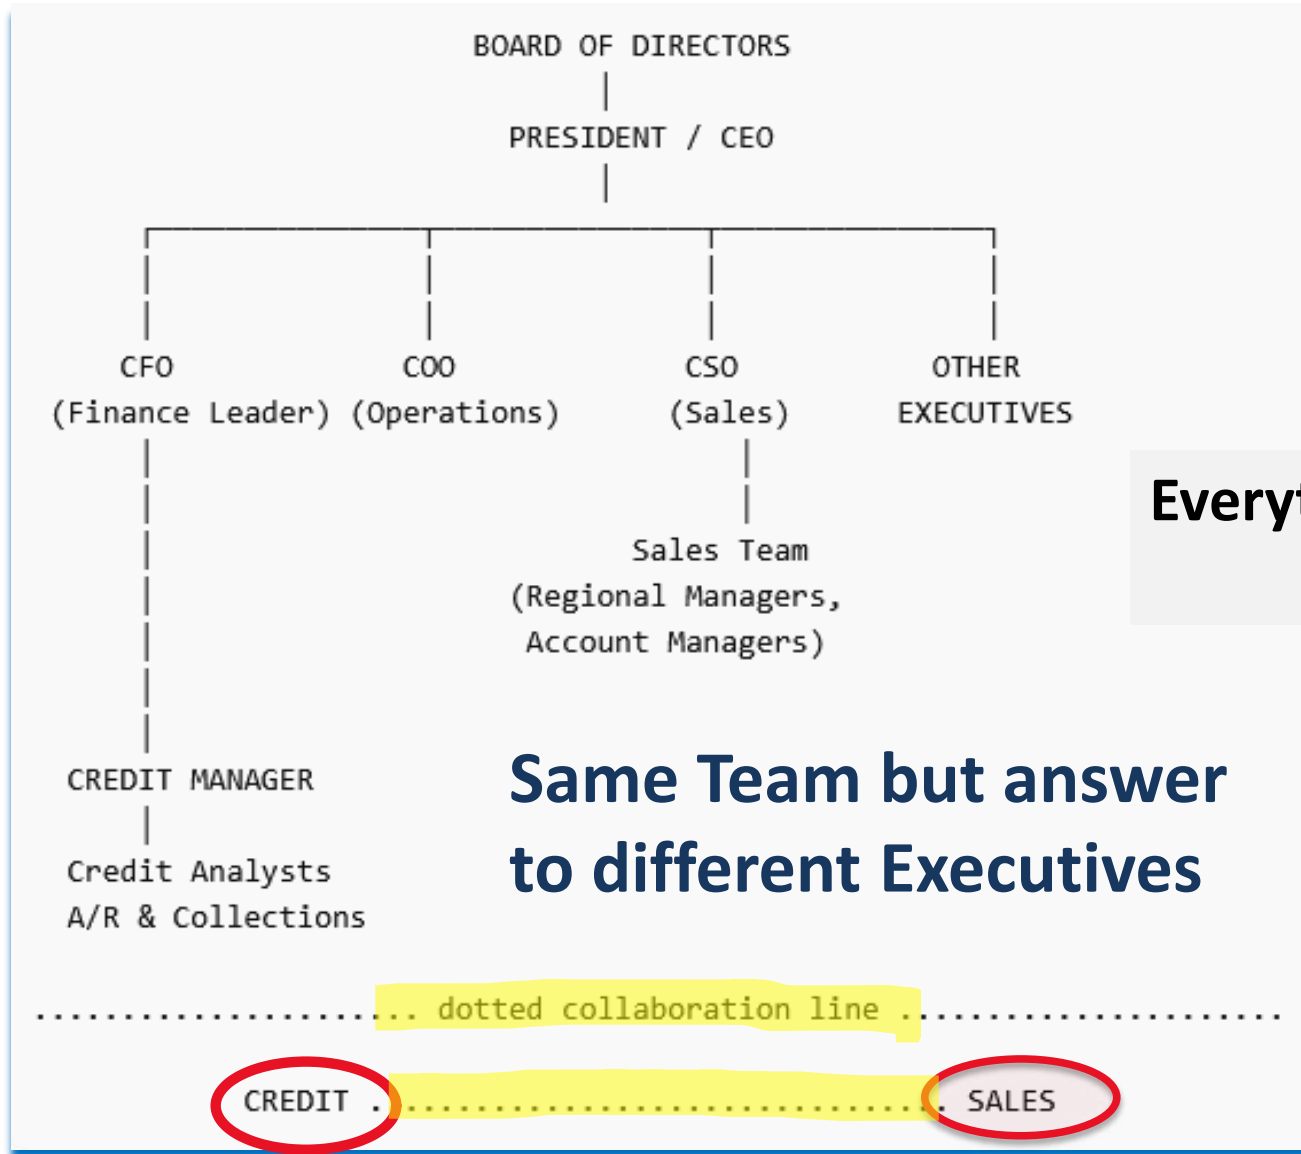 BOARD OF DIRECTORS
PRESIDENT / CEO
CFO COO CSO OTHER
(Finance Leader) (Operations) (Sales) EXECUTIVES
Sales Team
(Regional Managers,
Account Managers)
CREDIT MANAGER
Credit Analysts
A/R & Collections
Same Team but answer
to different Executives
...................... dotted collaboration line ......................
CREDIT ................................. SALES